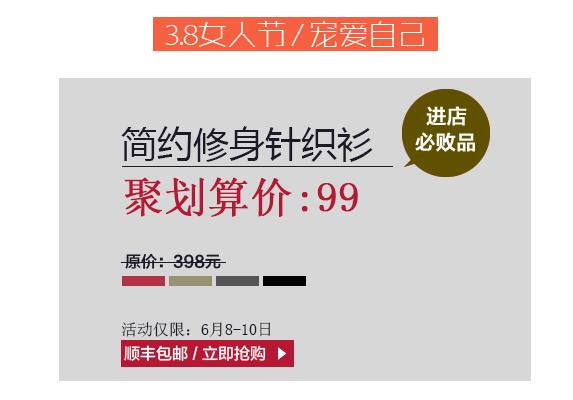 3.8女人节 / 宠爱自己
进店
必败品
简约修身针织衫
聚划算价:99
原价：398元
活动仅限：6月8-10日
顺丰包邮 / 立即抢购